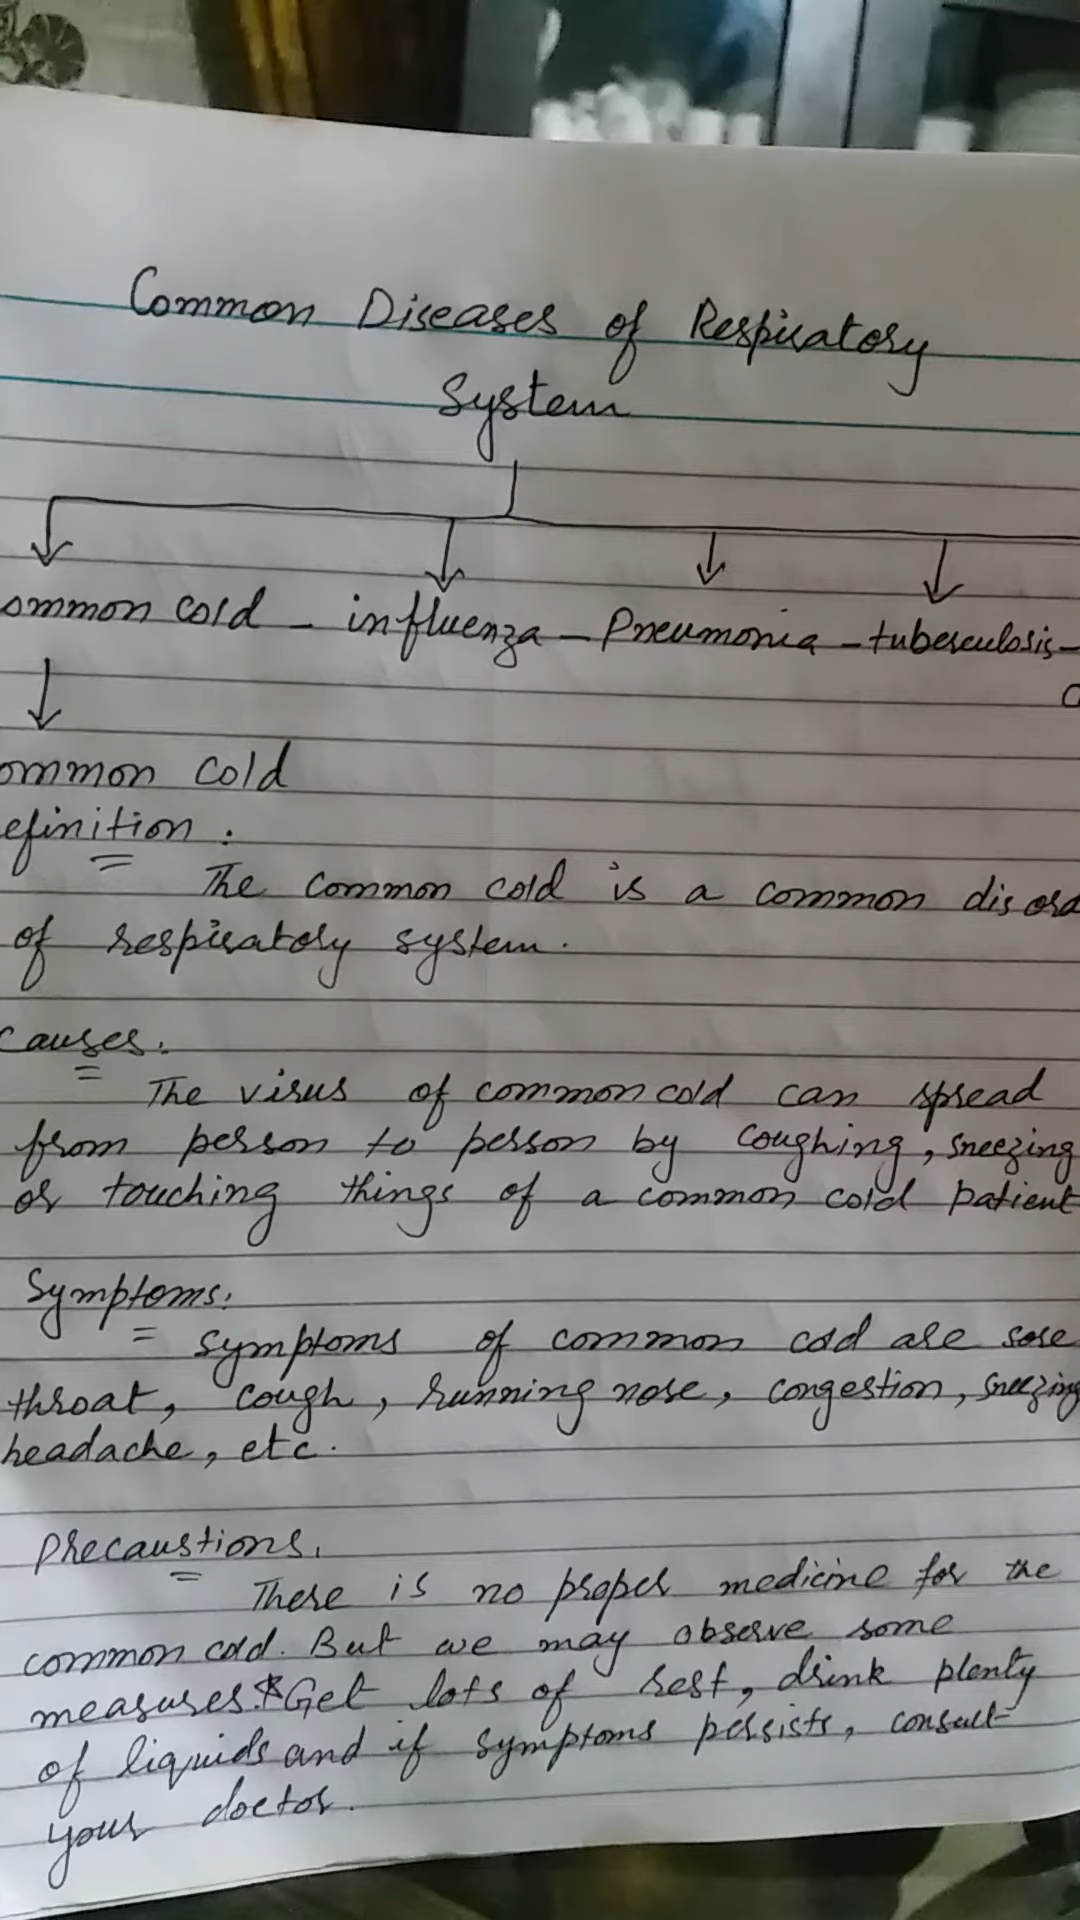 Common Diseases of Respiratory
System
ommon cold - influenza - Pneumonia - tuberculosis -
ommon cold
efinition :
The common cold is a common disord
of respiratory system.
Causes:
The virus of common cold can spread
from person to person by coughing, sneezing
or touching things of a common cold patient
Symptoms:
symptoms of common cold are sore
throat, cough, running nose, congestion, sneezing
headache, etc.
Precaustions.
There is no proper medicine for the
common cold. But we may observe some
measures.* Get lots of rest, drink plenty
of liquids and if symptoms persists, consult
your doctor.